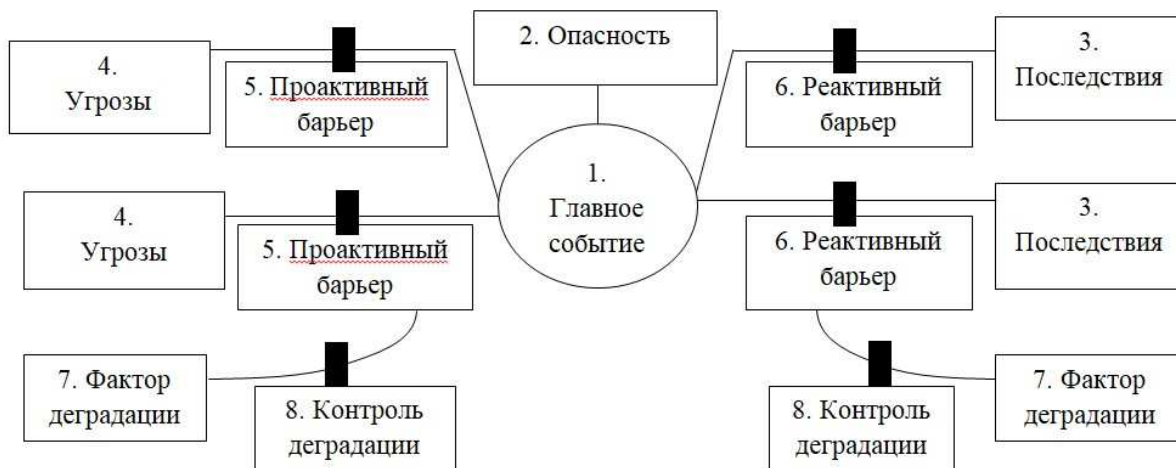 4.
Угрозы
5. Проактивный
барьер
2. Опасность
6. Реактивный
барьер
3.
Последствия
4.
Угрозы
5. Проактивный
барьер
1.
Главное
событие
6. Реактивный
барьер
3.
Последствия
7. Фактор
деградации
8. Контроль
деградации
8. Контроль
деградации
7. Фактор
деградации